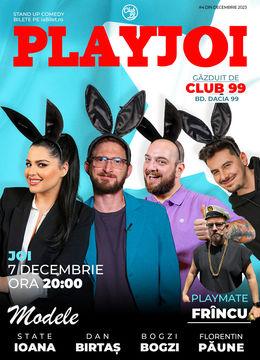 STAND UP COMEDY
BILETE PE iaBilet.ro
#4 DIN DECEMBRIE 2023
PLAYJOI
GĂZDUIT DE
CLUB 99
BD. DACIA 99
JOI
7 DECEMBRIE
ORA 20:00
PLAYMATE
FRÎNCU
Modele
STATE
IOANA
DAN
BIRTAȘ
BOGZI
BOGZI
FLORENTIN
PĂUNE